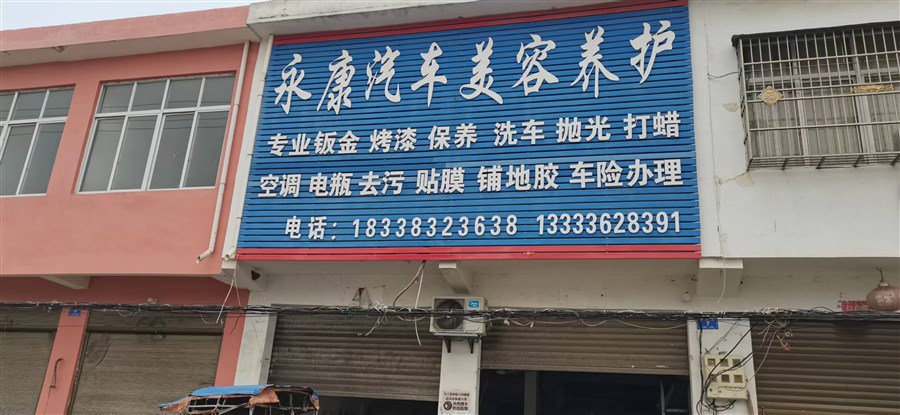 永康汽车美容养护
专业钣金 烤漆 保养 洗车 抛光 打蜡
空调 电瓶 去污 贴膜 铺地胶 车险办理
电话：18338323638 13333628391